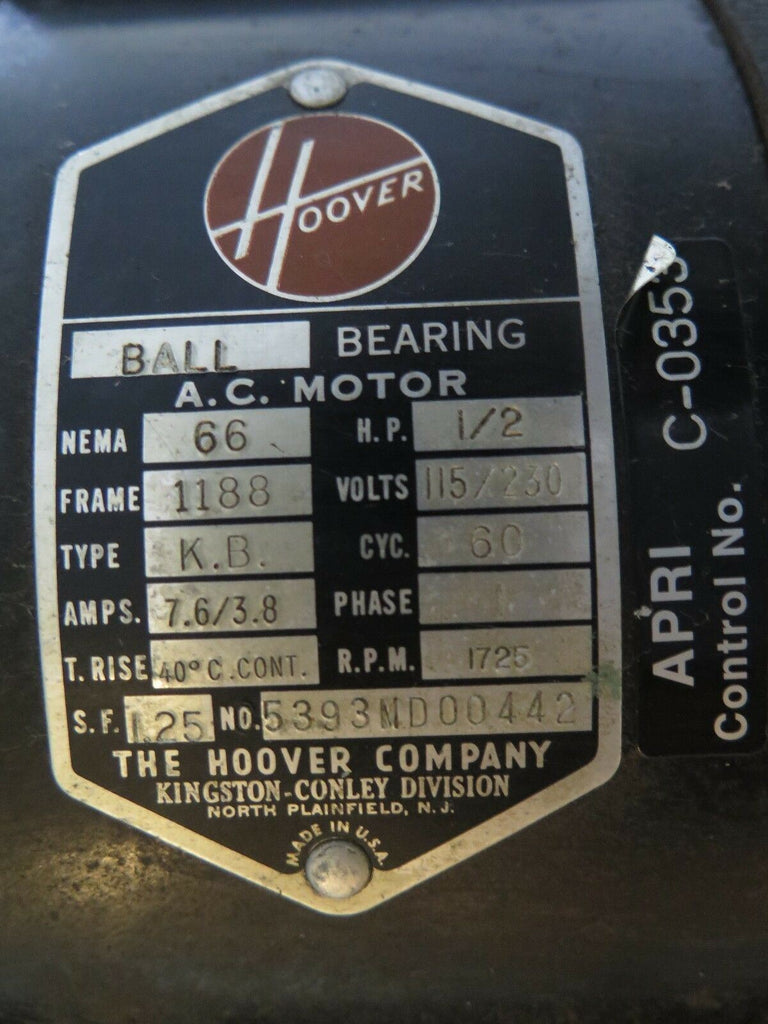 HOOVER
BALL BEARING
A.C. MOTOR
NEMA 66 H.P. 1/2
FRAME 1188 VOLTS 115/230
TYPE K.B. CYC. 60
AMPS. 7.6/3.8 PHASE 1
T. RISE 40°C.CONT. R.P.M. 1725
S.F. 1.25 NO. 5393MD00442
THE HOOVER COMPANY
KINGSTON-CONLEY DIVISION
NORTH PLAINFIELD, N.J.
MADE IN U.S.A.
APRI
Control No. C-0353